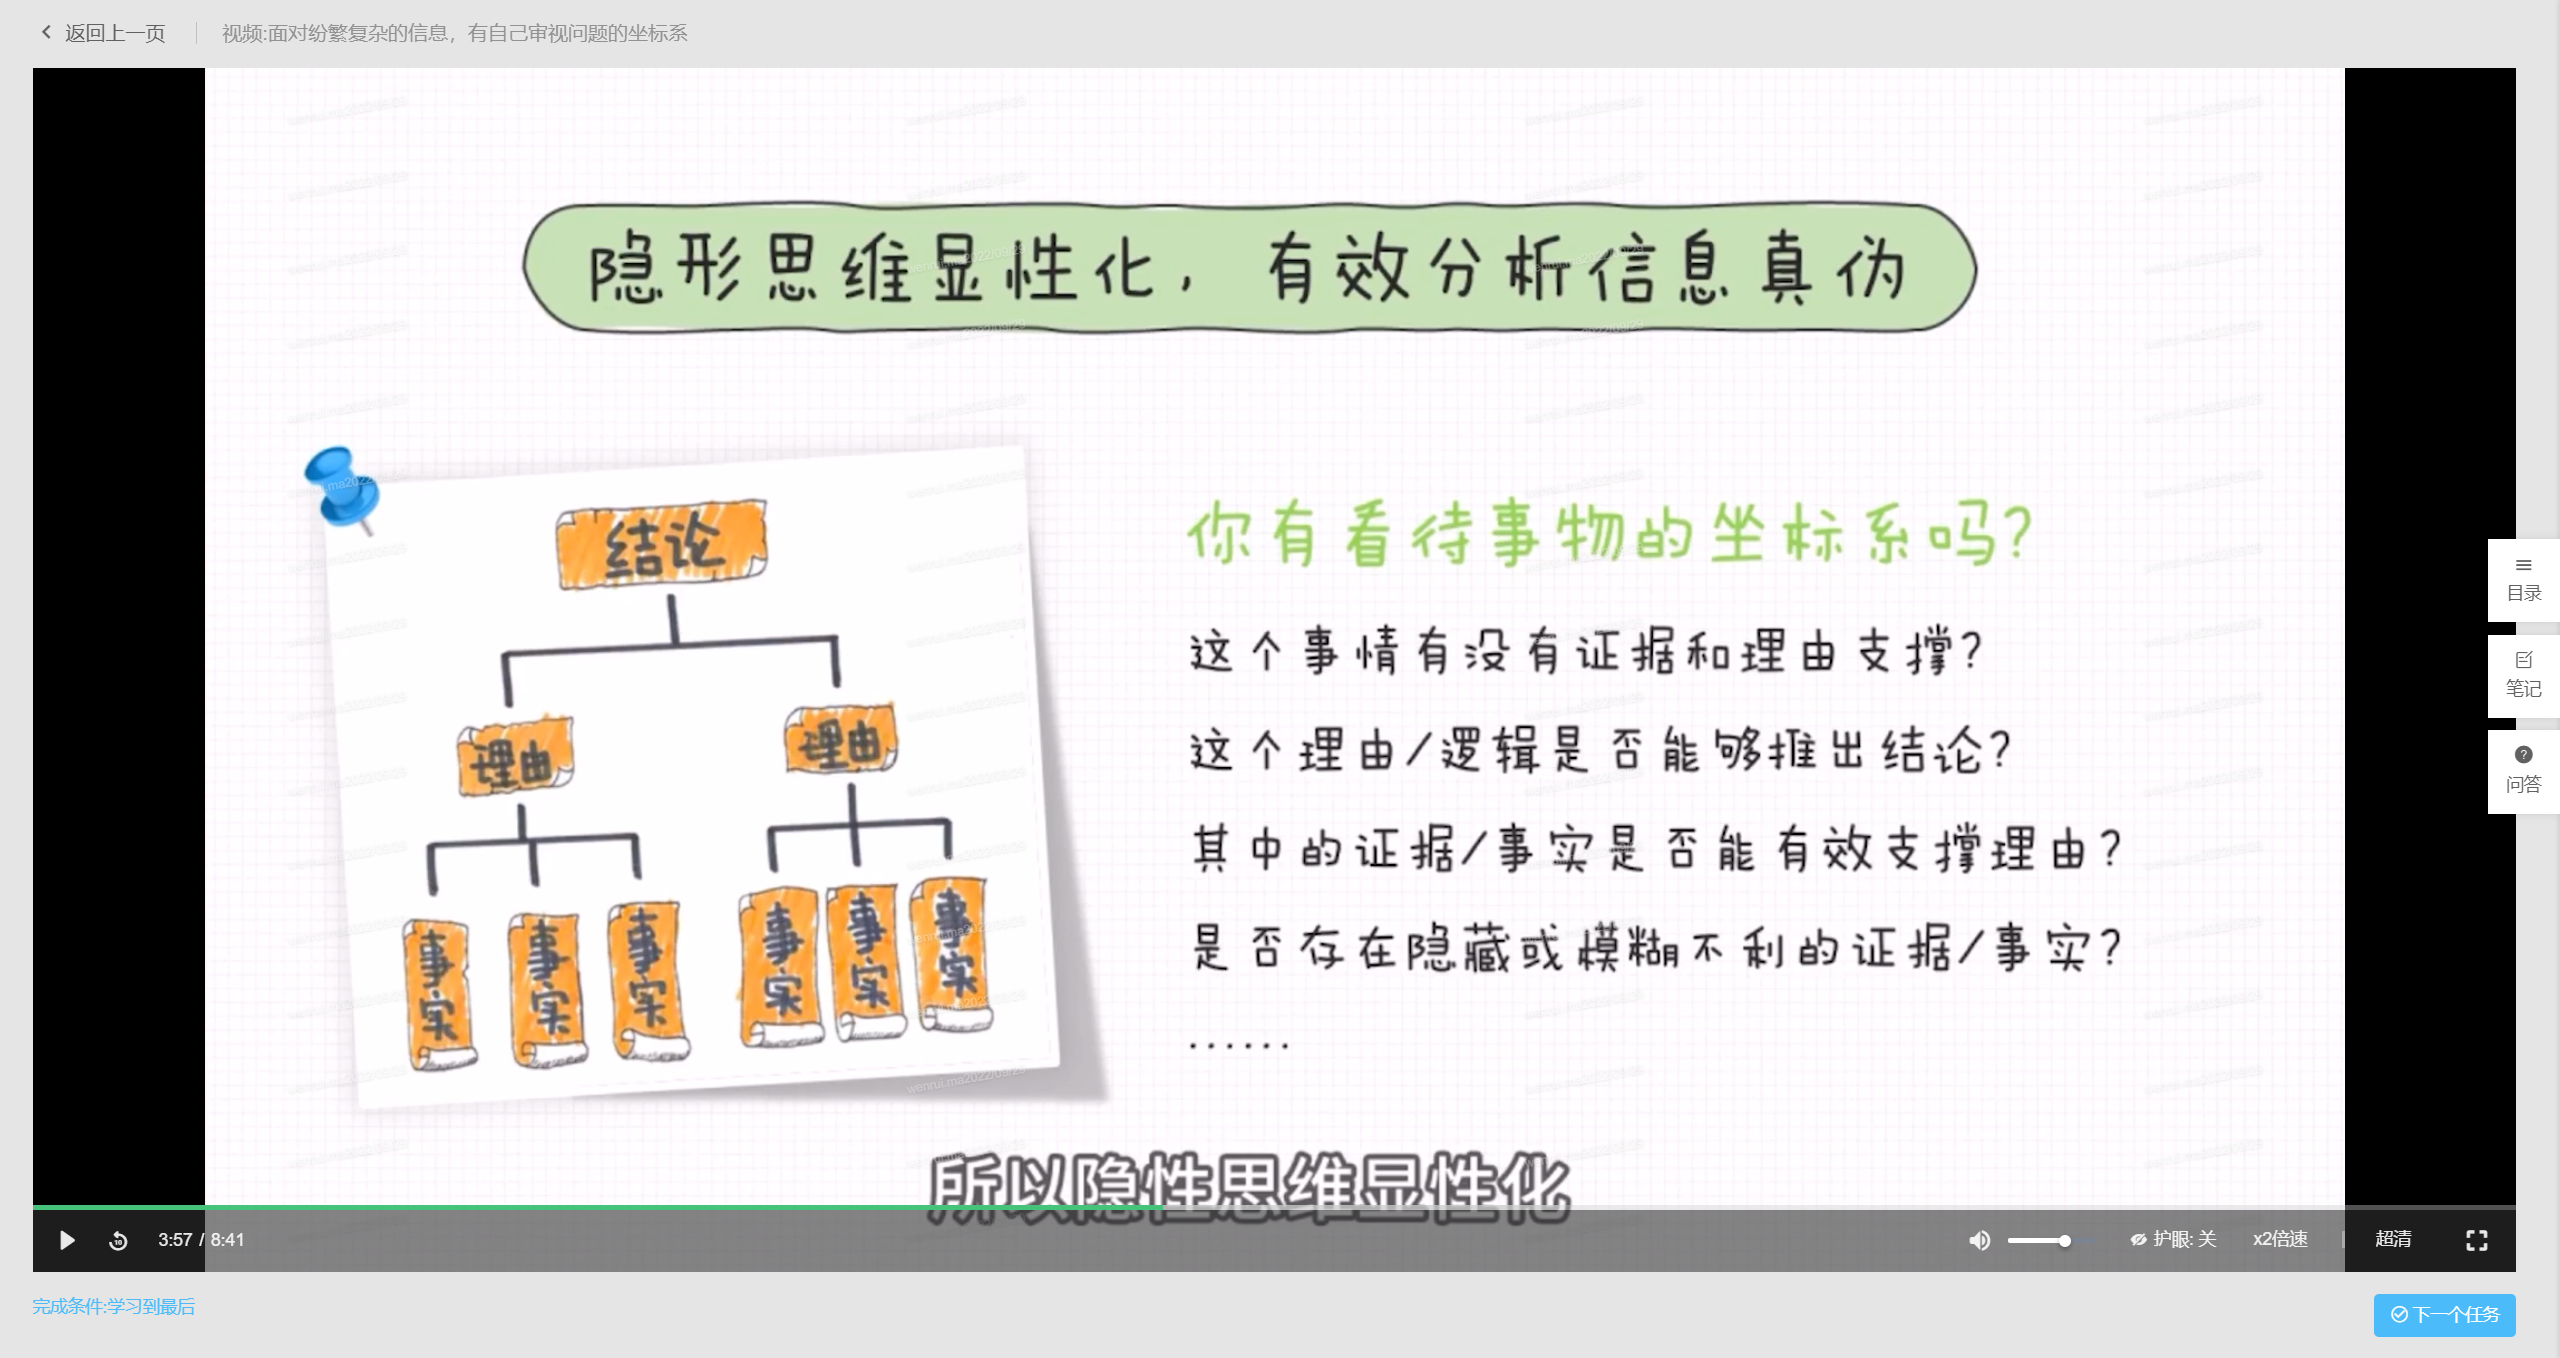 返回上一页
视频:面对纷繁复杂的信息，有自己审视问题的坐标系
隐形思维显性化，有效分析信息真伪
结论
理由 理由
事实 事实 事实 事实 事实 事实
你有看待事物的坐标系吗?
这个事情有没有证据和理由支撑?
这个理由/逻辑是否能够推出结论?
其中的证据/事实是否能有效支撑理由?
是否存在隐藏或模糊不利的证据/事实?
......
所以隐性思维显性化
目录
笔记
问答
3:57 / 8:41
护眼: 关 x2倍速 超清
完成条件:学习到最后
下一个任务
wenrui.ma2022/09/29